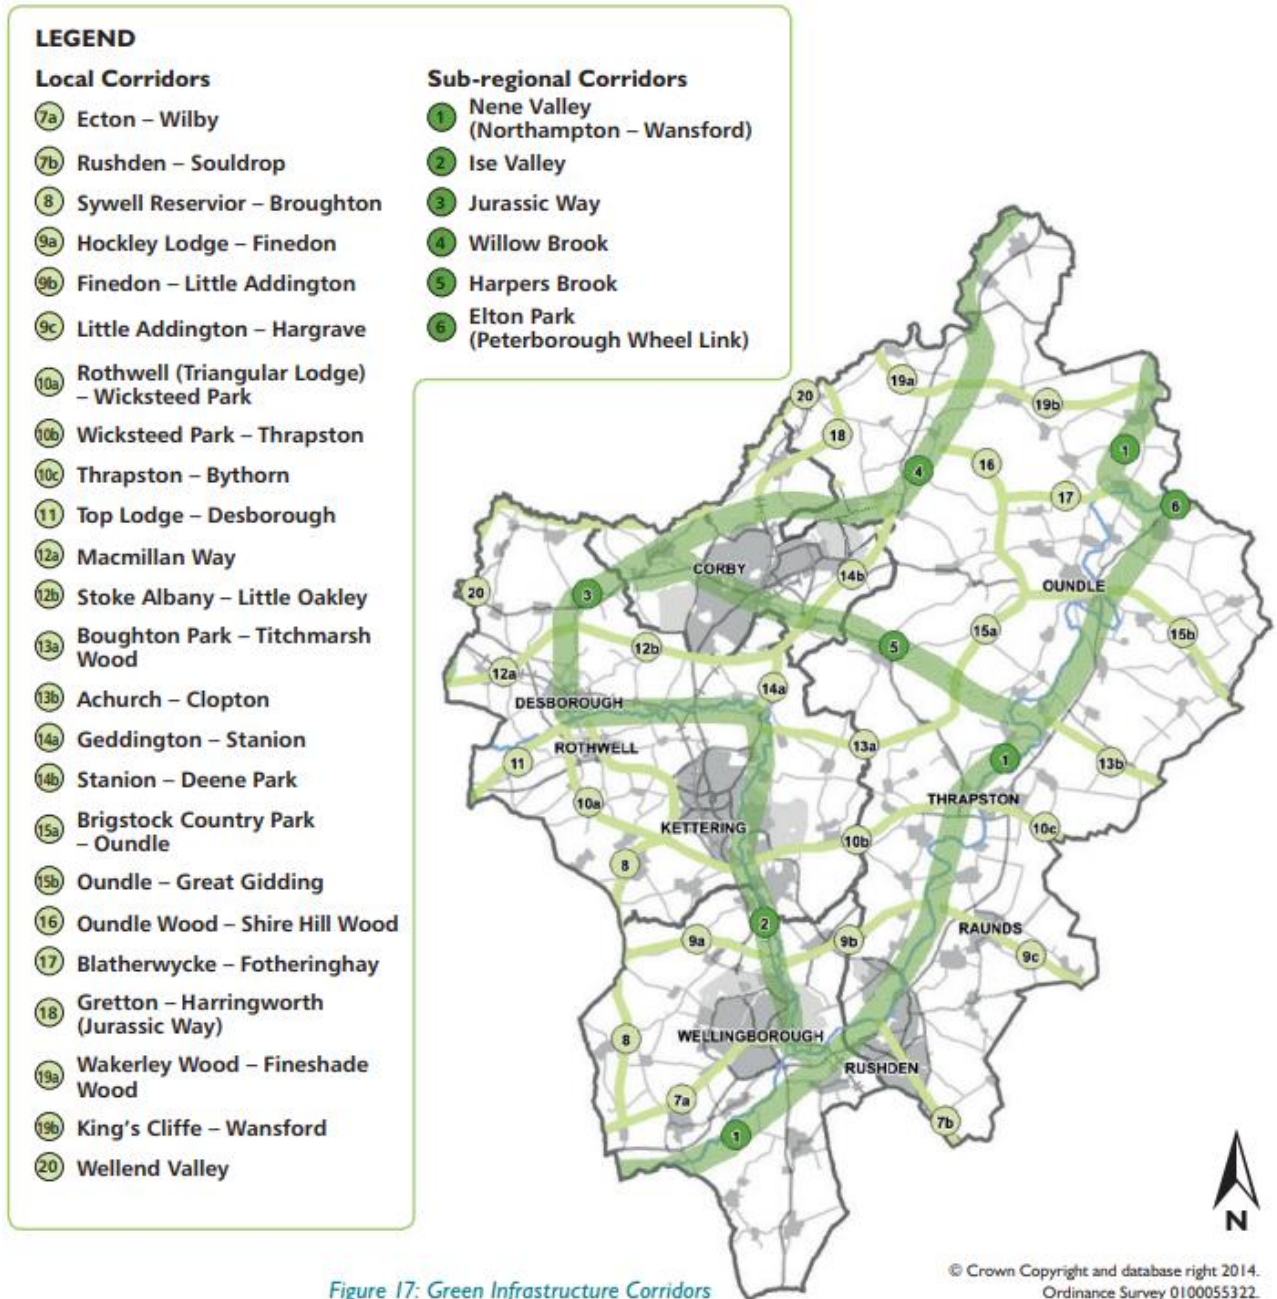 LEGEND
Local Corridors
7a Ecton – Wilby
7b Rushden – Souldrop
8 Sywell Reservior – Broughton
9a Hockley Lodge – Finedon
9b Finedon – Little Addington
9c Little Addington – Hargrave
10a Rothwell (Triangular Lodge)
– Wicksteed Park
10b Wicksteed Park – Thrapston
10c Thrapston – Bythorn
11 Top Lodge – Desborough
12a Macmillan Way
12b Stoke Albany – Little Oakley
13a Boughton Park – Titchmarsh
Wood
13b Achurch – Clopton
14a Geddington – Stanion
14b Stanion – Deene Park
15a Brigstock Country Park
– Oundle
15b Oundle – Great Gidding
16 Oundle Wood – Shire Hill Wood
17 Blatherwycke – Fotheringhay
18 Gretton – Harringworth
(Jurassic Way)
19a Wakerley Wood – Fineshade
Wood
19b King's Cliffe – Wansford
20 Wellend Valley
Sub-regional Corridors
1 Nene Valley
(Northampton – Wansford)
2 Ise Valley
3 Jurassic Way
4 Willow Brook
5 Harpers Brook
6 Elton Park
(Peterborough Wheel Link)
19a
20
19b
18
1
16
4
17
6
CORBY
14b
OUNDLE
20
3
15a
15b
12b
5
12a
14a
DESBOROUGH
13a
ROTHWELL
11
1
13b
10a
THRAPSTON
KETTERING
10c
10b
8
2
RAUNDS
9a
9b
9c
8
WELLINGBOROUGH
RUSHDEN
7a
7b
1
N
Figure 17: Green Infrastructure Corridors
© Crown Copyright and database right 2014.
Ordinance Survey 0100055322.